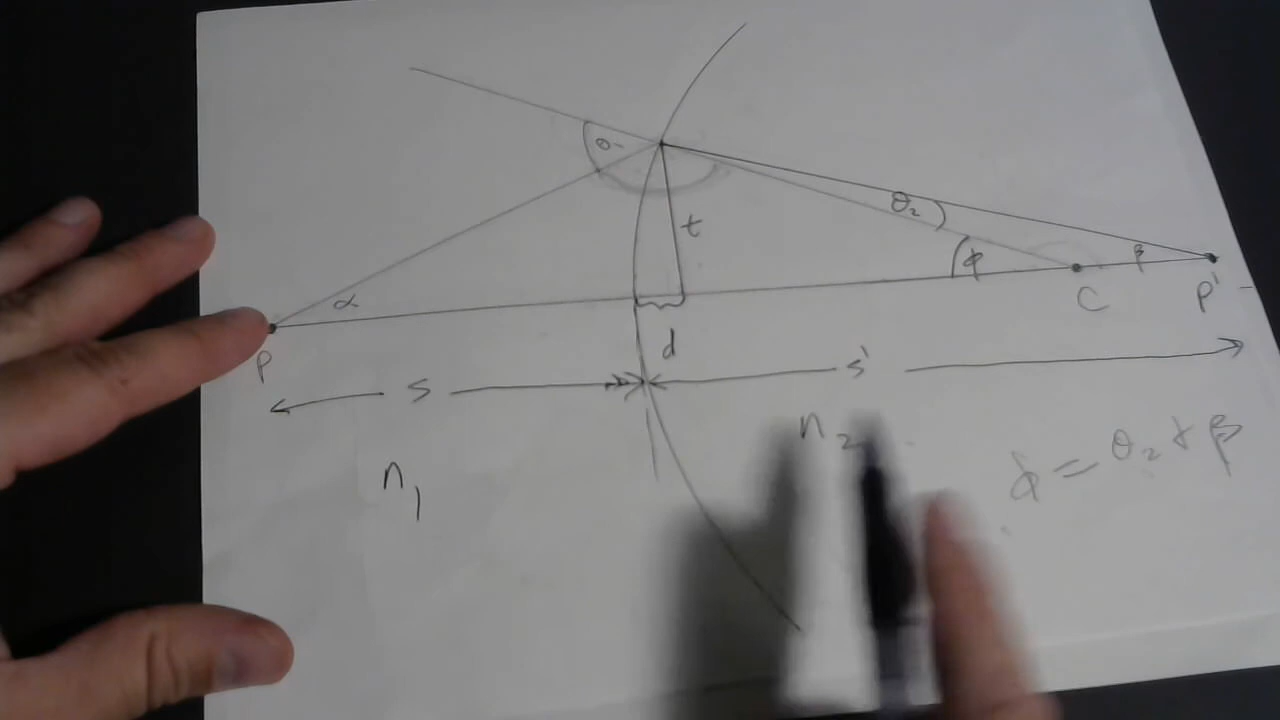 θ₁
t
θ₂
ϕ
β
α
C
P'
P
d
s
s'
n₂
n₁
ϕ = θ₂ + β